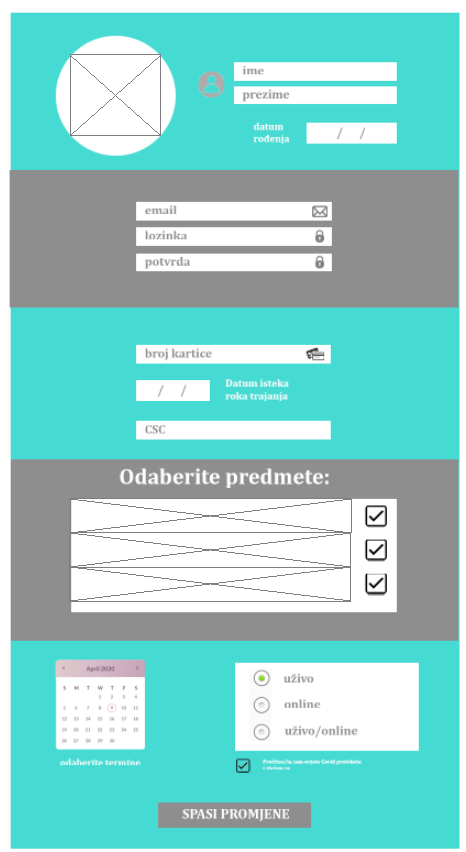 ime
prezime
datum
rođenja
/ /
email
lozinka
potvrda
broj kartice
/ /
Datum isteka
roka trajanja
CSC
Odaberite predmete:
April 2020
S M T W T F S
1 2 3 4
5 6 7 8 9 10 11
12 13 14 15 16 17 18
19 20 21 22 23 24 25
26 27 28 29 30
odaberite termine
uživo
online
uživo/online
SPASI PROMJENE